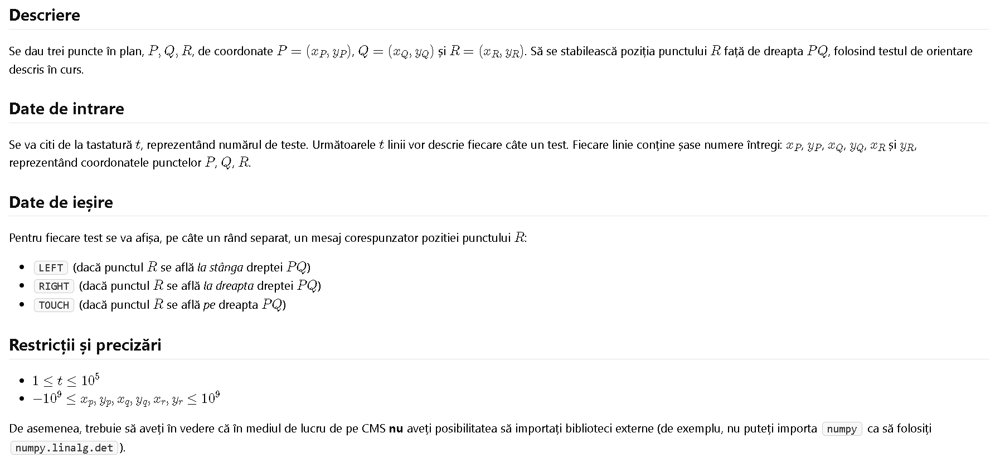 Descriere
Se dau trei puncte în plan, P, Q, R, de coordonate P = (x_P, y_P), Q = (x_Q, y_Q) și R = (x_R, y_R). Să se stabilească poziția punctului R față de dreapta PQ, folosind testul de orientare
descris în curs.
Date de intrare
Se va citi de la tastatură t, reprezentând numărul de teste. Următoarele t linii vor descrie fiecare câte un test. Fiecare linie conține șase numere întregi: x_P, y_P, x_Q, y_Q, x_R și y_R,
reprezentând coordonatele punctelor P, Q, R.
Date de ieșire
Pentru fiecare test se va afișa, pe câte un rând separat, un mesaj corespunzator pozitiei punctului R:
• LEFT (dacă punctul R se află la stânga dreptei PQ)
• RIGHT (dacă punctul R se află la dreapta dreptei PQ)
• TOUCH (dacă punctul R se află pe dreapta PQ)
Restricții și precizări
• 1 ≤ t ≤ 10^5
• −10^9 ≤ x_p, y_p, x_q, y_q, x_r, y_r ≤ 10^9
De asemenea, trebuie să aveți în vedere că în mediul de lucru de pe CMS nu aveți posibilitatea să importați biblioteci externe (de exemplu, nu puteți importa numpy ca să folosiți
numpy.linalg.det).